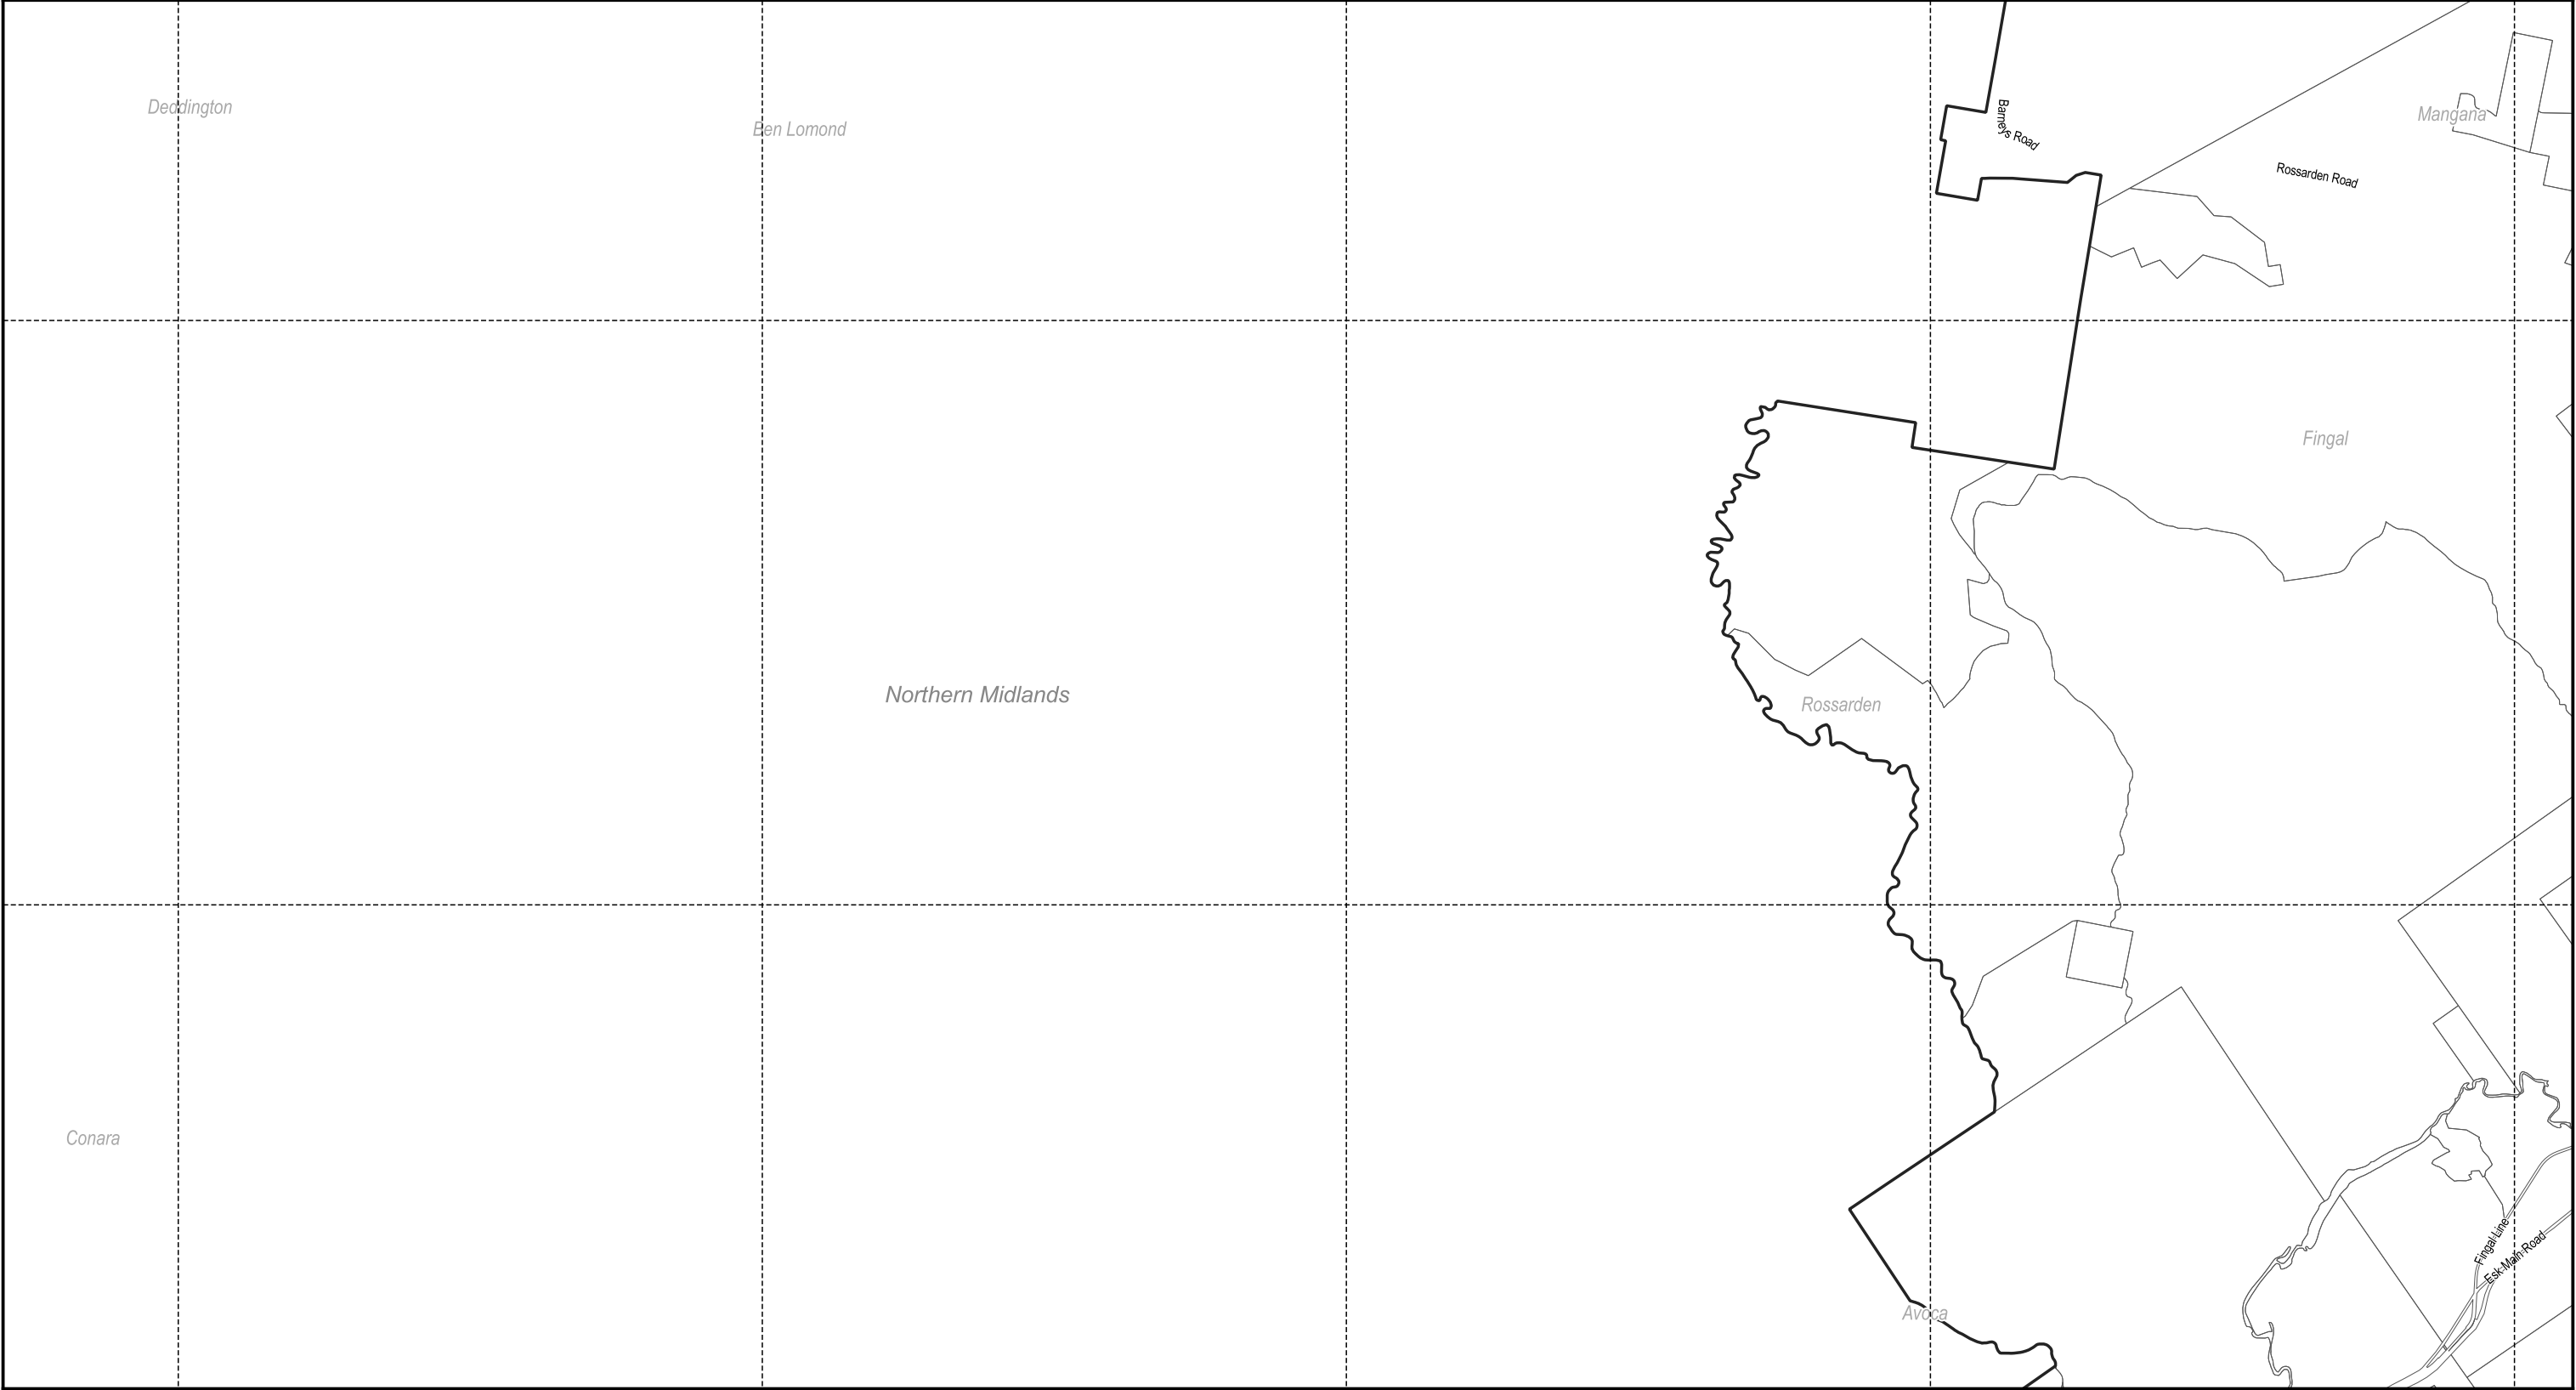 Deddington
Ben Lomond
Barneys Road
Mangana
Rossarden Road
Fingal
Northern Midlands
Rossarden
Conara
Fingal Line
Esk Main Road
Avoca